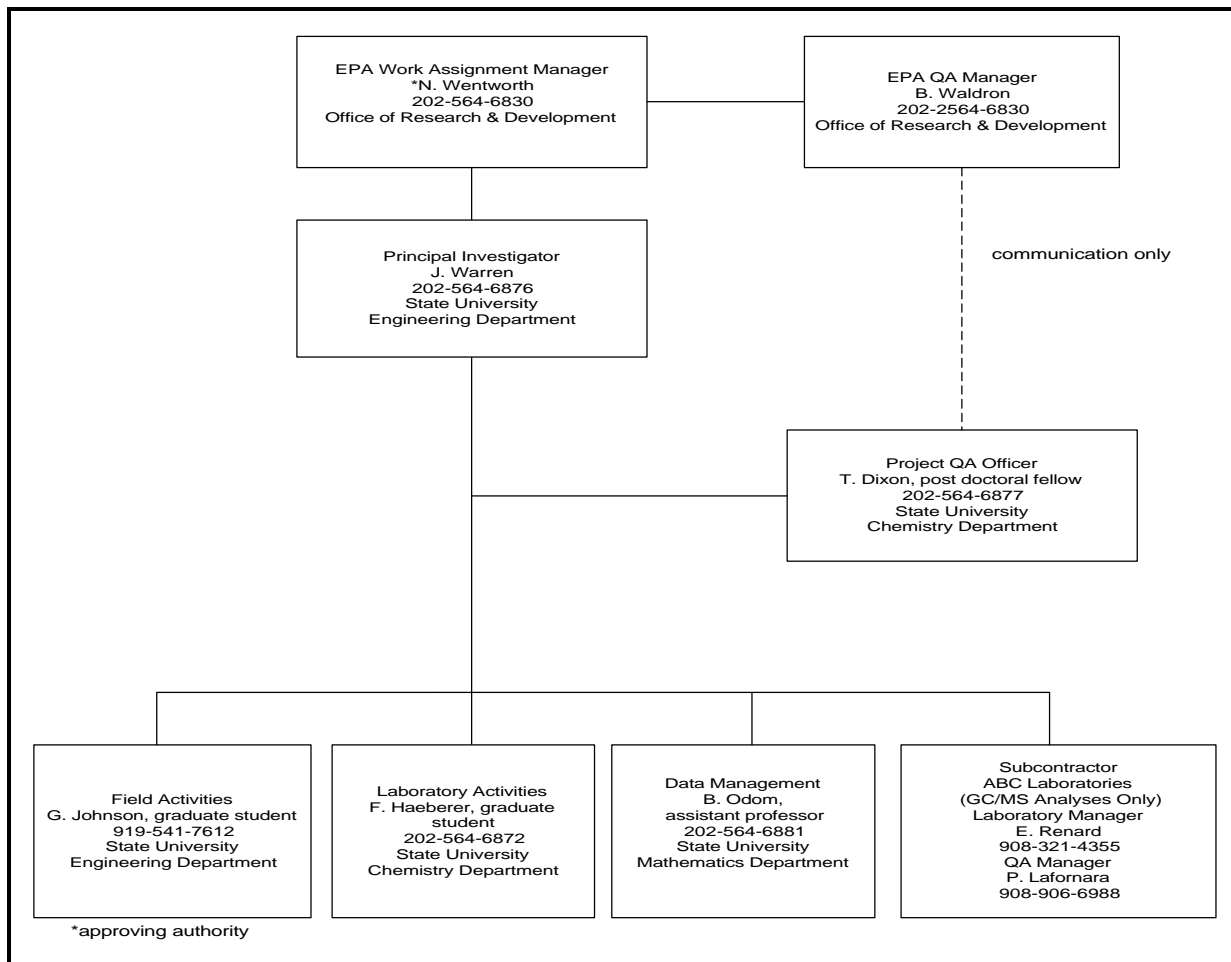 EPA Work Assignment Manager
*N. Wentworth
202-564-6830
Office of Research & Development
EPA QA Manager
B. Waldron
202-2564-6830
Office of Research & Development
Principal Investigator
J. Warren
202-564-6876
State University
Engineering Department
communication only
Project QA Officer
T. Dixon, post doctoral fellow
202-564-6877
State University
Chemistry Department
Field Activities
G. Johnson, graduate student
919-541-7612
State University
Engineering Department
Laboratory Activities
F. Haeberer, graduate
student
202-564-6872
State University
Chemistry Department
Data Management
B. Odom,
assistant professor
202-564-6881
State University
Mathematics Department
Subcontractor
ABC Laboratories
(GC/MS Analyses Only)
Laboratory Manager
E. Renard
908-321-4355
QA Manager
P. Lafornara
908-906-6988
*approving authority